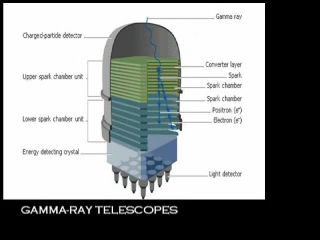 Gamma ray
Charged-particle detector
Converter layer
Upper spark chamber unit
Spark
Spark chamber
Spark chamber
Positron (e⁺)
Lower spark chamber unit
Electron (e⁻)
Energy detecting crystal
Light detector
GAMMA-RAY TELESCOPES